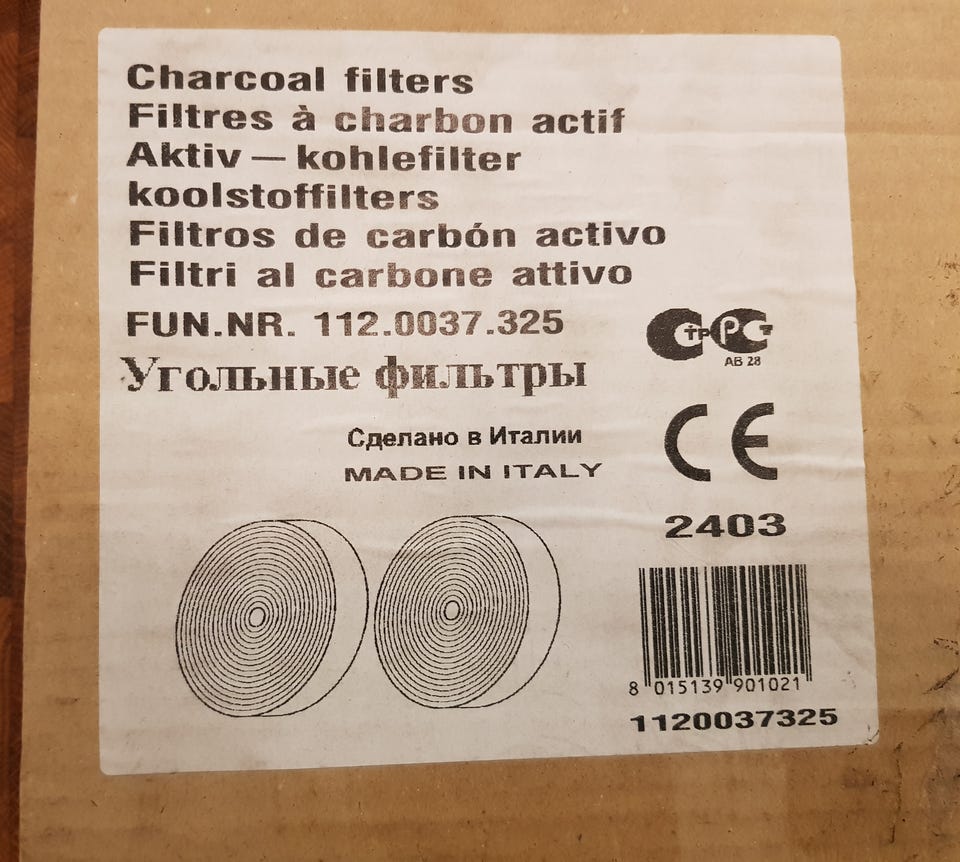 Charcoal filters
Filtres à charbon actif
Aktiv — kohlefilter
koolstoffilters
Filtros de carbón activo
Filtri al carbone attivo
FUN.NR. 112.0037.325
Угольные фильтры
АВ 28
Сделано в Италии
MADE IN ITALY
CE
2403
8 015139 901021
1120037325